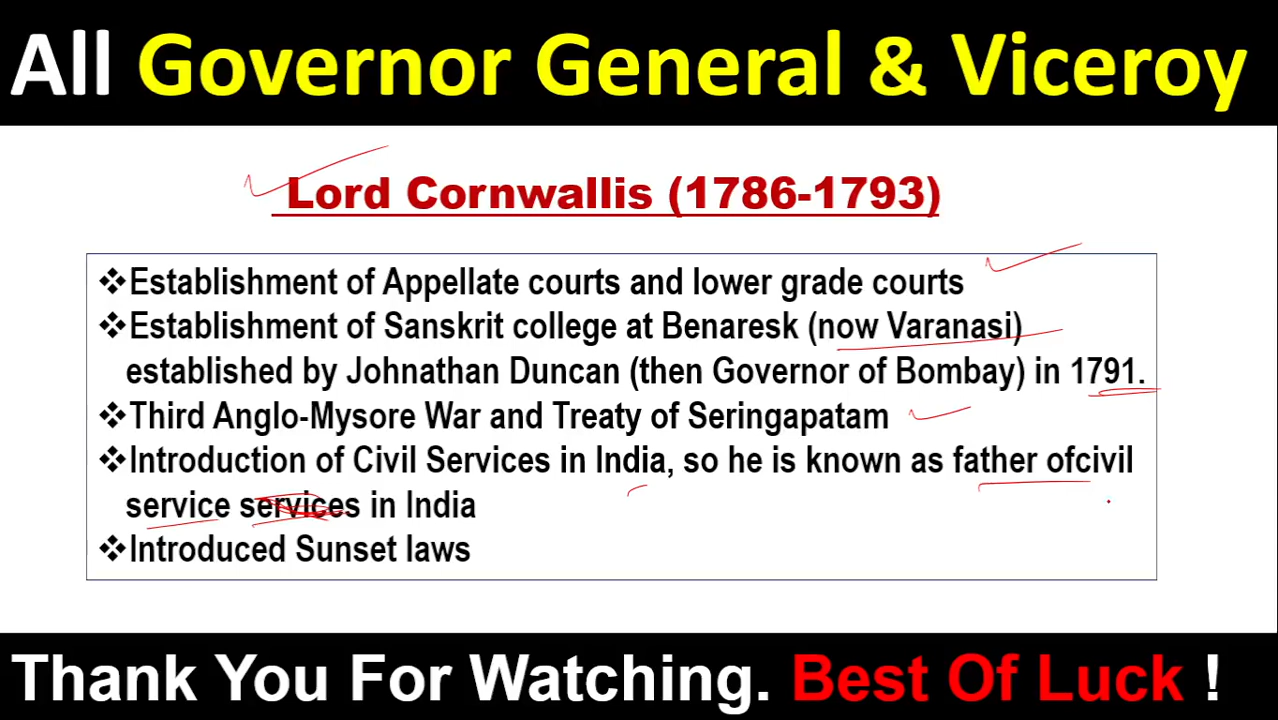 All Governor General & Viceroy
Lord Cornwallis (1786-1793)
❖Establishment of Appellate courts and lower grade courts
❖Establishment of Sanskrit college at Benaresk (now Varanasi)
established by Johnathan Duncan (then Governor of Bombay) in 1791.
❖Third Anglo-Mysore War and Treaty of Seringapatam
❖Introduction of Civil Services in India, so he is known as father ofcivil
service services in India
❖Introduced Sunset laws
Thank You For Watching. Best Of Luck !